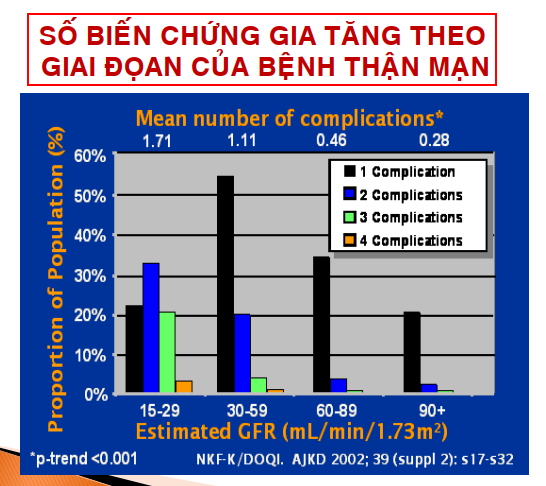 SỐ BIẾN CHỨNG GIA TĂNG THEO
GIAI ĐỌAN CỦA BỆNH THẬN MẠN
Mean number of complications*
1.71 1.11 0.46 0.28
Proportion of Population (%)
60%
50%
40%
30%
20%
10%
0%
1 Complication
2 Complications
3 Complications
4 Complications
15-29 30-59 60-89 90+
Estimated GFR (mL/min/1.73m²)
*p-trend <0.001
NKF-K/DOQI. AJKD 2002; 39 (suppl 2): s17-s32